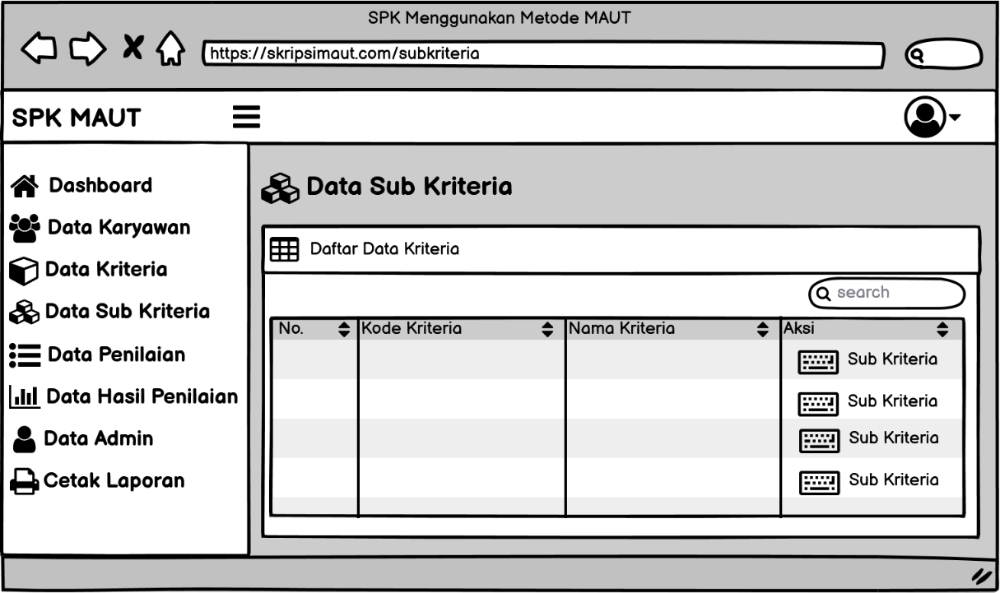 SPK Menggunakan Metode MAUT
https://skripsimaut.com/subkriteria
SPK MAUT
Dashboard
Data Karyawan
Data Kriteria
Data Sub Kriteria
Data Penilaian
Data Hasil Penilaian
Data Admin
Cetak Laporan
Data Sub Kriteria
Daftar Data Kriteria
search
No. Kode Kriteria Nama Kriteria Aksi
Sub Kriteria
Sub Kriteria
Sub Kriteria
Sub Kriteria